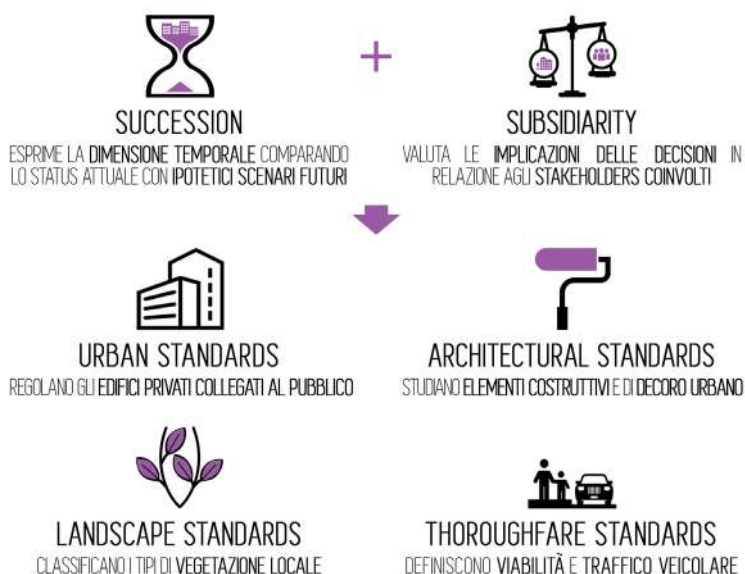 +
SUCCESSION
ESPRIME LA DIMENSIONE TEMPORALE COMPARANDO
LO STATUS ATTUALE CON IPOTETICI SCENARI FUTURI
SUBSIDIARITY
VALUTA LE IMPLICAZIONI DELLE DECISIONI IN
RELAZIONE AGLI STAKEHOLDERS COINVOLTI
URBAN STANDARDS
REGOLANO GLI EDIFICI PRIVATI COLLEGATI AL PUBBLICO
ARCHITECTURAL STANDARDS
STUDIANO ELEMENTI COSTRUTTIVI E DI DECORO URBANO
LANDSCAPE STANDARDS
CLASSIFICANO I TIPI DI VEGETAZIONE LOCALE
THOROUGHFARE STANDARDS
DEFINISCONO VIABILITÀ E TRAFFICO VEICOLARE